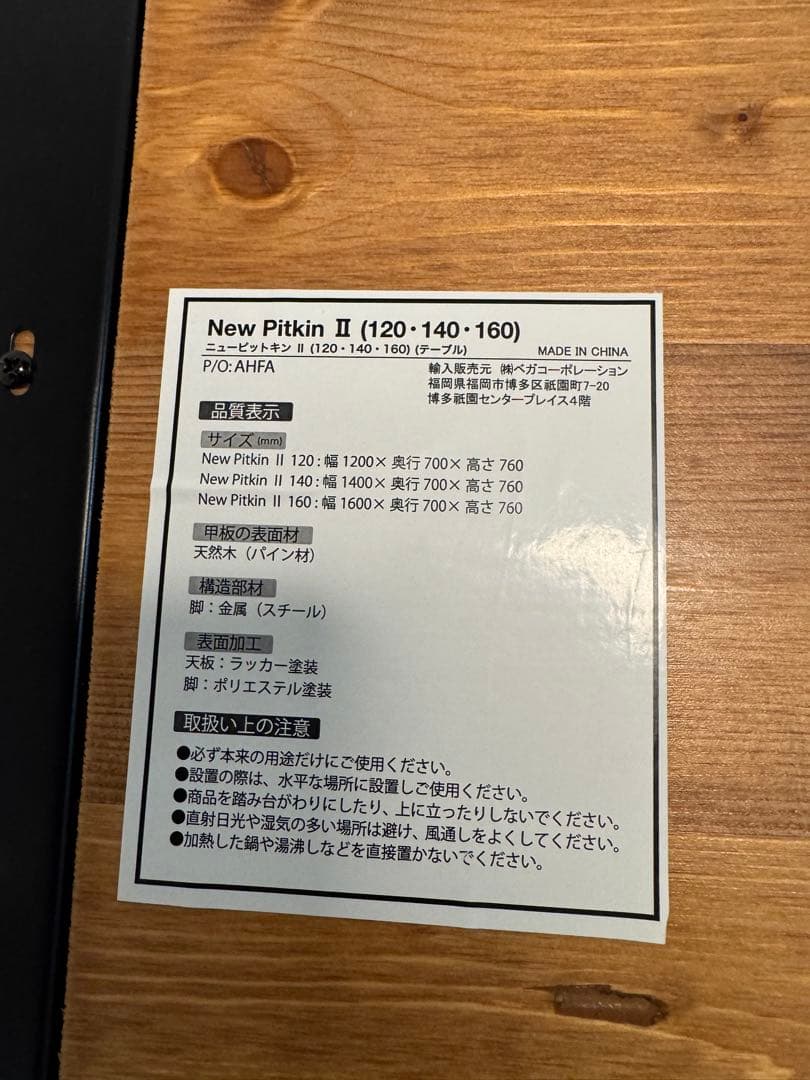 New Pitkin Ⅱ (120・140・160)
ニューピットキン Ⅱ (120・140・160) (テーブル)
MADE IN CHINA
P/O:AHFA
輸入販売元 ㈱ベガコーポレーション
福岡県福岡市博多区祇園町7-20
博多祇園センタープレイス4階
品質表示
サイズ(mm)
New Pitkin Ⅱ 120 : 幅 1200× 奥行 700× 高さ 760
New Pitkin Ⅱ 140 : 幅 1400× 奥行 700× 高さ 760
New Pitkin Ⅱ 160 : 幅 1600× 奥行 700× 高さ 760
甲板の表面材
天然木（パイン材）
構造部材
脚：金属（スチール）
表面加工
天板：ラッカー塗装
脚：ポリエステル塗装
取扱い上の注意
●必ず本来の用途だけにご使用ください。
●設置の際は、水平な場所に設置しご使用ください。
●商品を踏み台がわりにしたり、上に立ったりしないでください。
●直射日光や湿気の多い場所は避け、風通しをよくしてください。
●加熱した鍋や湯沸しなどを直接置かないでください。